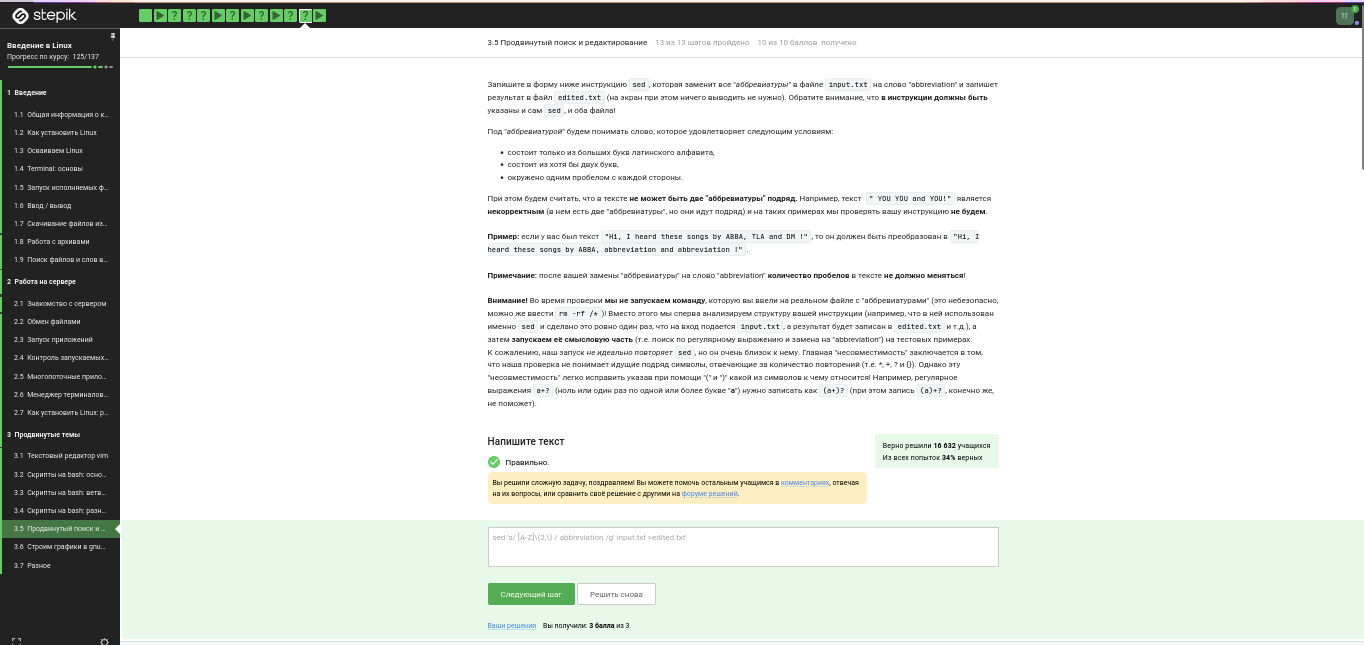 stepik
Введение в Linux
Прогресс по курсу: 125/137
1 Введение
1.1 Общая информация о к...
1.2 Как установить Linux
1.3 Осваиваем Linux
1.4 Terminal: основы
1.5 Запуск исполняемых ф...
1.6 Ввод / вывод
1.7 Скачивание файлов из...
1.8 Работа с архивами
1.9 Поиск файлов и слов в...
2 Работа на сервере
2.1 Знакомство с сервером
2.2 Обмен файлами
2.3 Запуск приложений
2.4 Контроль запускаемых...
2.5 Многопоточные прило...
2.6 Менеджер терминалов...
2.7 Как установить Linux: р...
3 Продвинутые темы
3.1 Текстовый редактор vim
3.2 Скрипты на bash: осно...
3.3 Скрипты на bash: ветв...
3.4 Скрипты на bash: разн...
3.5 Продвинутый поиск и ...
3.6 Строим графики в gnu...
3.7 Разное
3.5 Продвинутый поиск и редактирование 13 из 13 шагов пройдено 10 из 10 баллов получено
Запишите в форму ниже инструкцию sed, которая заменит все "аббревиатуры" в файле input.txt на слово "abbreviation" и запишет
результат в файл edited.txt (на экран при этом ничего выводить не нужно). Обратите внимание, что в инструкции должны быть
указаны и сам sed, и оба файла!
Под "аббревиатурой" будем понимать слово, которое удовлетворяет следующим условиям:
• состоит только из больших букв латинского алфавита,
• состоит из хотя бы двух букв,
• окружено одним пробелом с каждой стороны.
При этом будем считать, что в тексте не может быть две "аббревиатуры" подряд. Например, текст " YOU YOU and YOU!" является
некорректным (в нем есть две "аббревиатуры", но они идут подряд) и на таких примерах мы проверять вашу инструкцию не будем.
Пример: если у вас был текст "Hi, I heard these songs by ABBA, TLA and DM !", то он должен быть преобразован в "Hi, I
heard these songs by ABBA, abbreviation and abbreviation !".
Примечание: после вашей замены "аббревиатуры" на слово "abbreviation" количество пробелов в тексте не должно меняться!
Внимание! Во время проверки мы не запускаем команду, которую вы ввели на реальном файле с "аббревиатурами" (это небезопасно,
можно же ввести rm -rf /* )! Вместо этого мы сперва анализируем структуру вашей инструкции (например, что в ней использован
именно sed и сделано это ровно один раз, что на вход подается input.txt, а результат будет записан в edited.txt и т.д.), а
затем запускаем её смысловую часть (т.е. поиск по регулярному выражению и замена на "abbreviation") на тестовых примерах.
К сожалению, наш запуск не идеально повторяет sed, но он очень близок к нему. Главная "несовместимость" заключается в том,
что наша проверка не понимает идущие подряд символы, отвечающие за количество повторений (т.е. *, +, ? и {}). Однако эту
"несовместимость" легко исправить указав при помощи "(" и ")" какой из символов к чему относится! Например, регулярное
выражения a+? (ноль или один раз по одной или более букве "a") нужно записать как (a+)? (при этом запись (a)+?, конечно же,
не поможет).
Напишите текст
Верно решили 16 632 учащихся
Из всех попыток 34% верных
Правильно.
Вы решили сложную задачу, поздравляем! Вы можете помочь остальным учащимся в комментариях, отвечая
на их вопросы, или сравнить своё решение с другими на форуме решений.
sed 's/ [A-Z]\{2,\} / abbreviation /g' input.txt >edited.txt'
Следующий шаг
Решить снова
Ваши решения Вы получили: 3 балла из 3